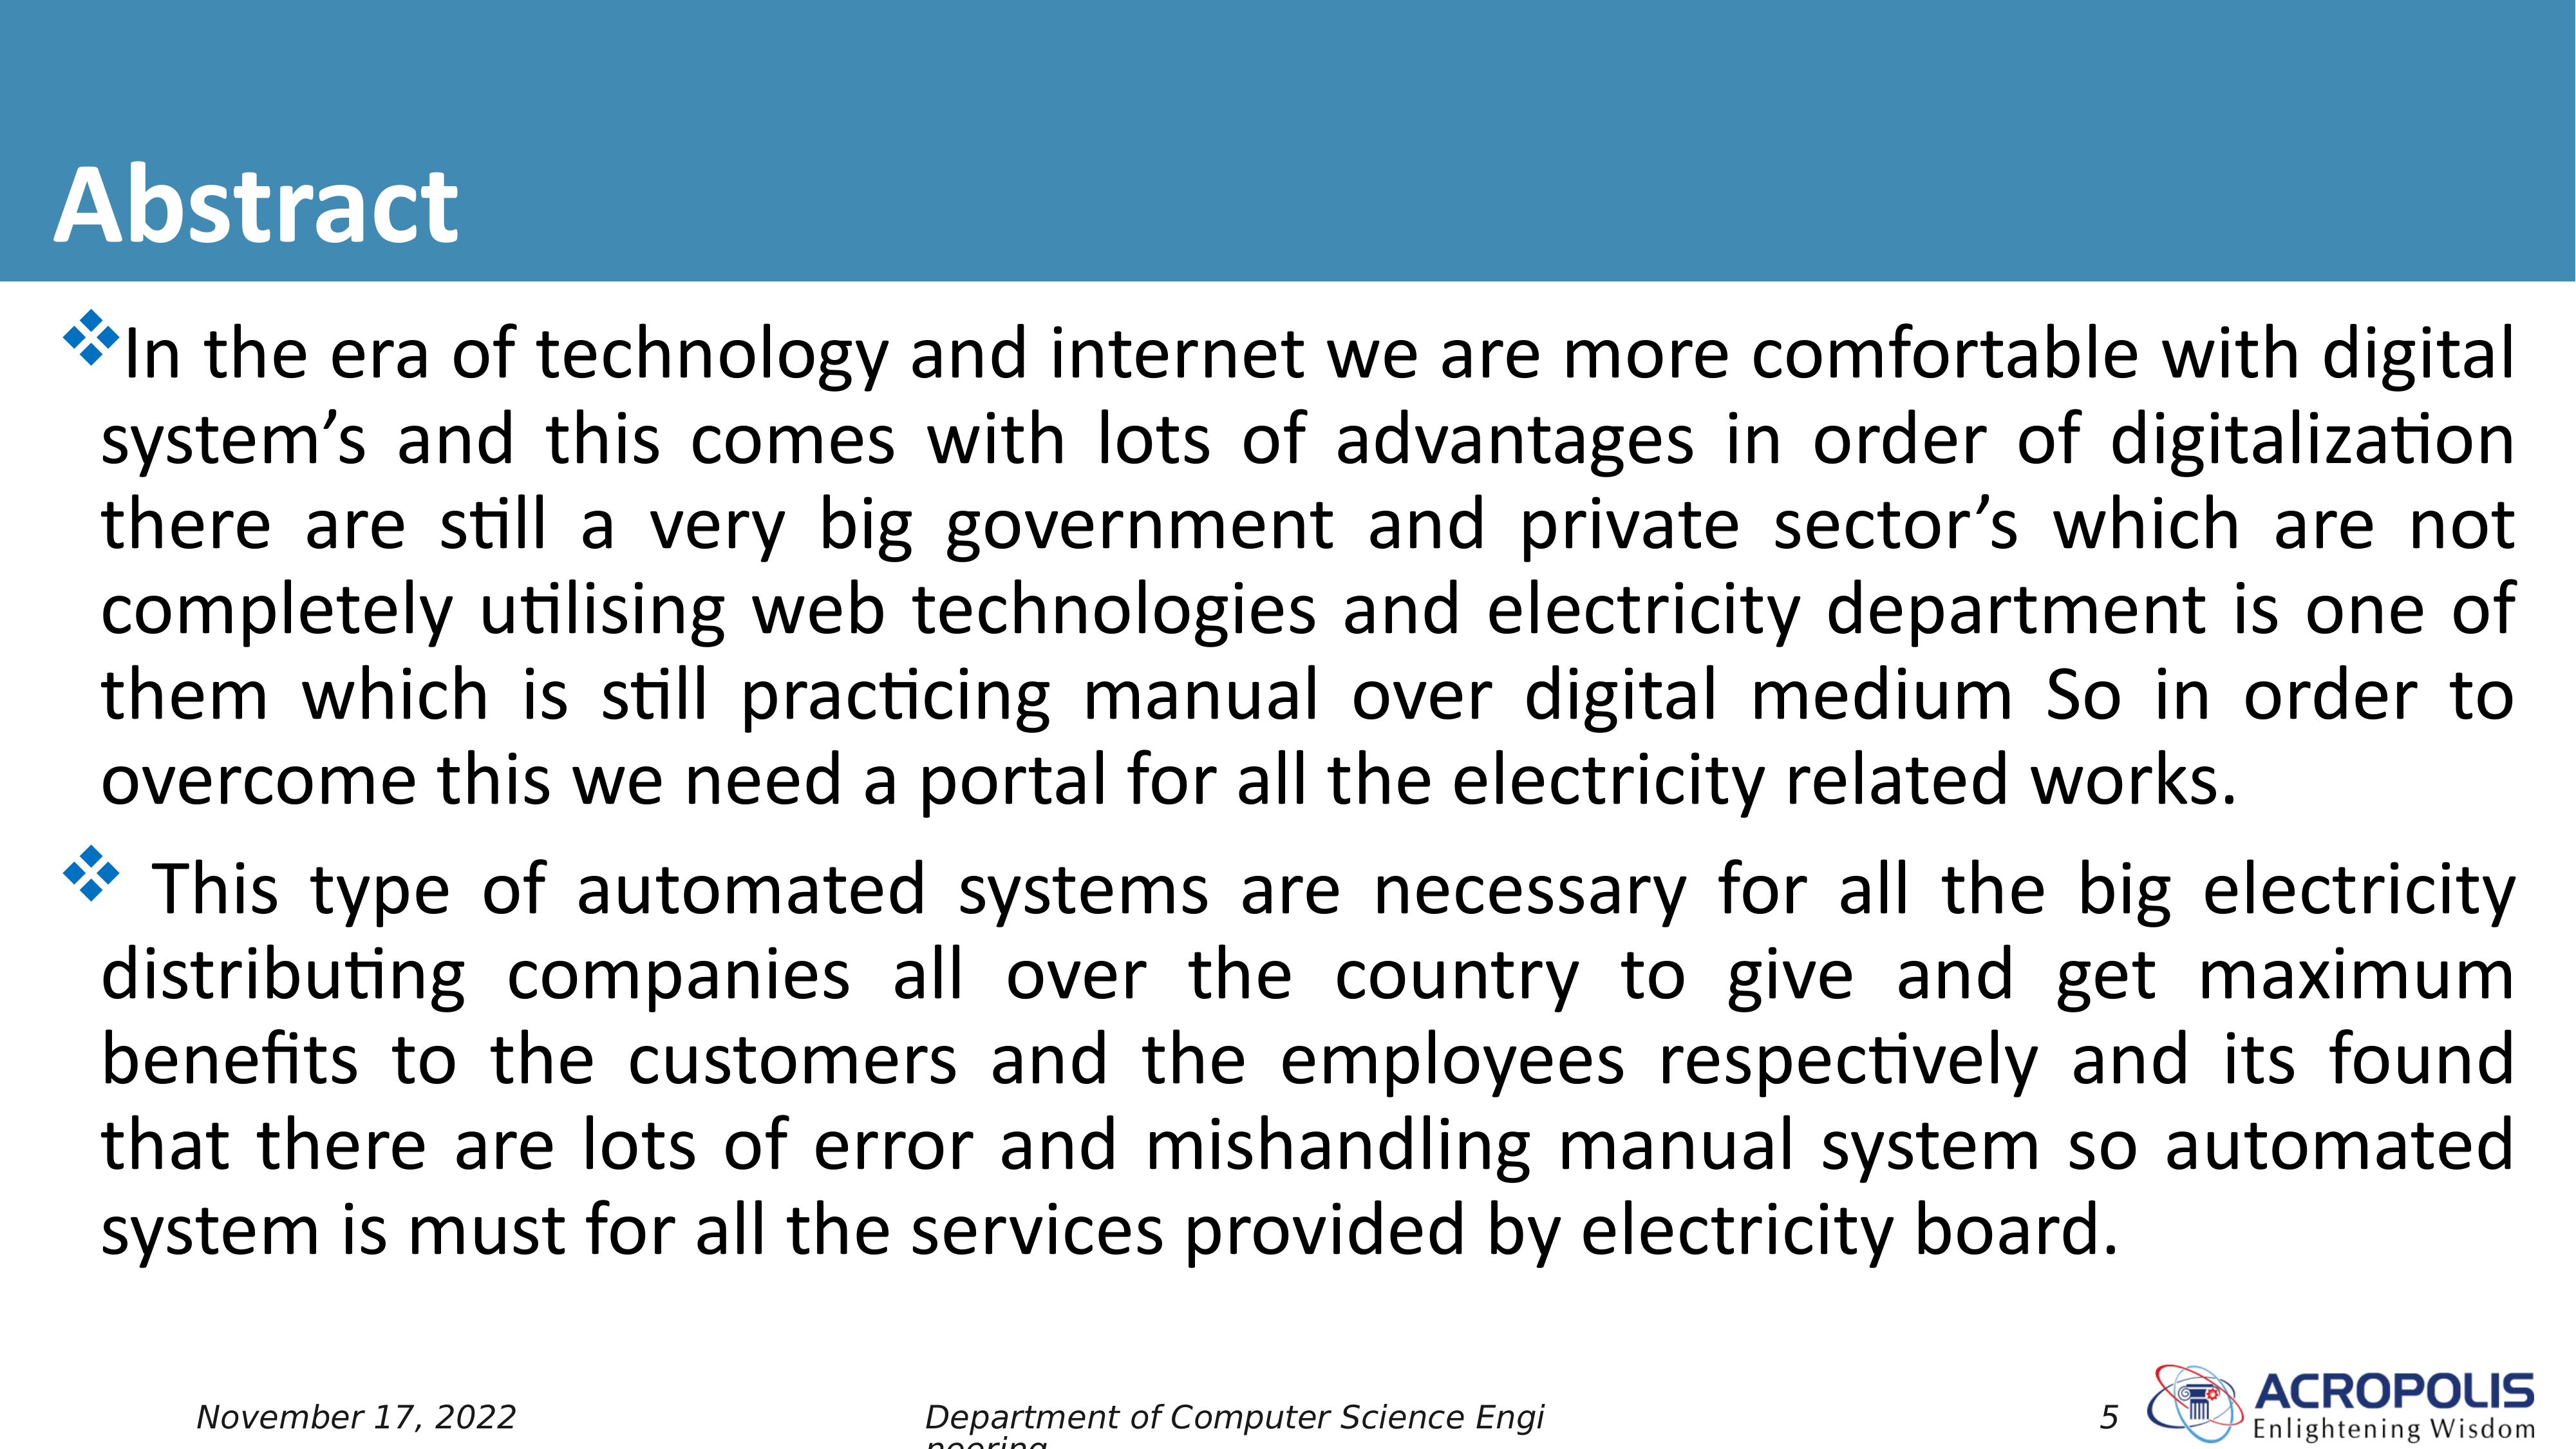 Abstract
❖In the era of technology and internet we are more comfortable with digital
system’s and this comes with lots of advantages in order of digitalization
there are still a very big government and private sector’s which are not
completely utilising web technologies and electricity department is one of
them which is still practicing manual over digital medium So in order to
overcome this we need a portal for all the electricity related works.
❖ This type of automated systems are necessary for all the big electricity
distributing companies all over the country to give and get maximum
benefits to the customers and the employees respectively and its found
that there are lots of error and mishandling manual system so automated
system is must for all the services provided by electricity board.
November 17, 2022
Department of Computer Science Engi
neering
5
ACROPOLIS
Enlightening Wisdom